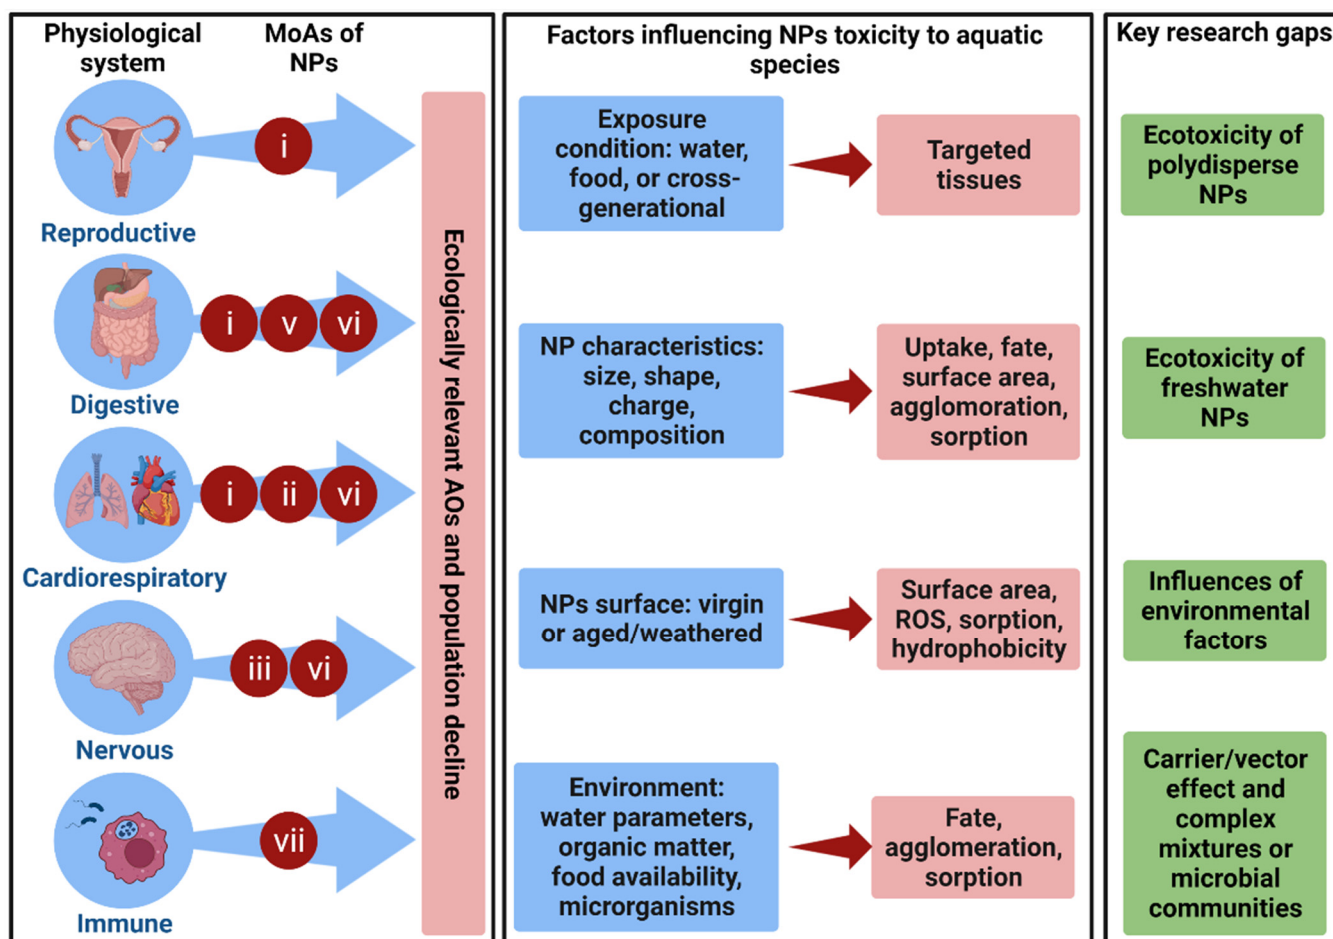 Physiological
system
MoAs of
NPs
i
Reproductive
i v vi
Digestive
i ii vi
Cardiorespiratory
iii vi
Nervous
vii
Immune
Ecologically relevant AOs and population decline
Factors influencing NPs toxicity to aquatic
species
Exposure
condition: water,
food, or cross-
generational
Targeted
tissues
NP characteristics:
size, shape,
charge,
composition
Uptake, fate,
surface area,
agglomoration,
sorption
NPs surface: virgin
or aged/weathered
Surface area,
ROS, sorption,
hydrophobicity
Environment:
water parameters,
organic matter,
food availability,
microorganisms
Fate,
agglomeration,
sorption
Key research gaps
Ecotoxicity of
polydisperse
NPs
Ecotoxicity of
freshwater
NPs
Influences of
environmental
factors
Carrier/vector
effect and
complex
mixtures or
microbial
communities